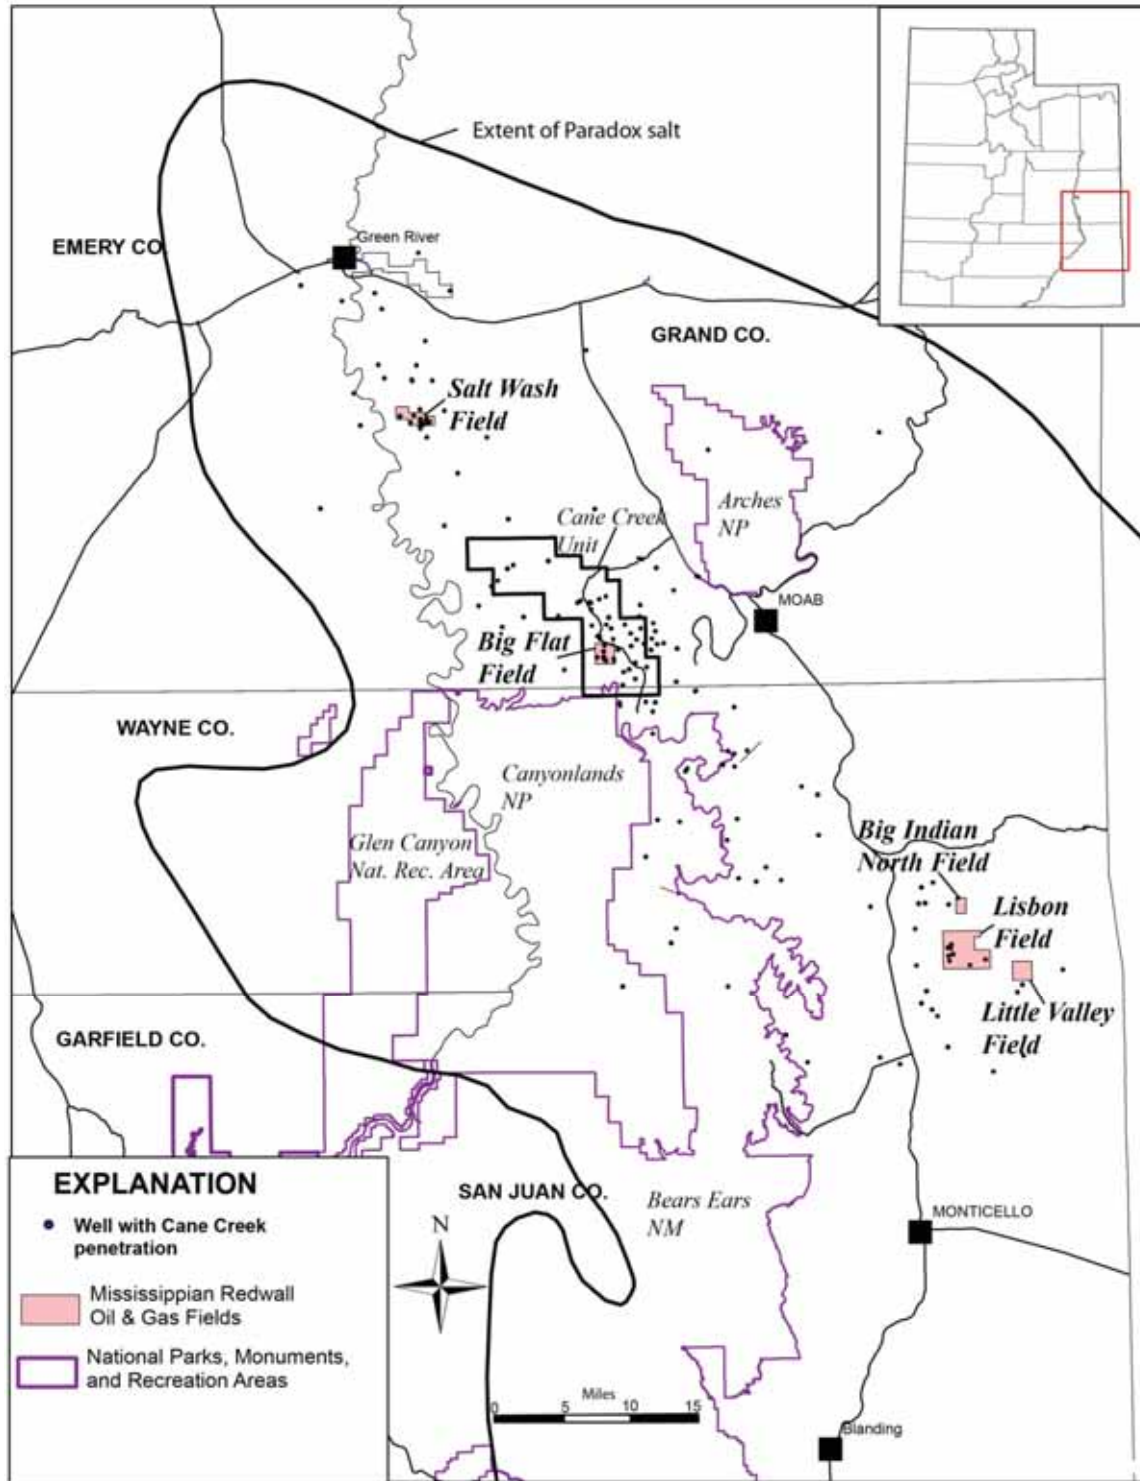 Extent of Paradox salt
EMERY CO
Green River
GRAND CO.
Salt Wash
Field
Arches
NP
Cane Creek
Unit
MOAB
Big Flat
Field
WAYNE CO.
Canyonlands
NP
Glen Canyon
Nat. Rec. Area
Big Indian
North Field
Lisbon
Field
Little Valley
Field
GARFIELD CO.
SAN JUAN CO.
Bears Ears
NM
MONTICELLO
Blanding
EXPLANATION
Well with Cane Creek
penetration
Mississippian Redwall
Oil & Gas Fields
National Parks, Monuments,
and Recreation Areas
N
Miles
0 5 10 15